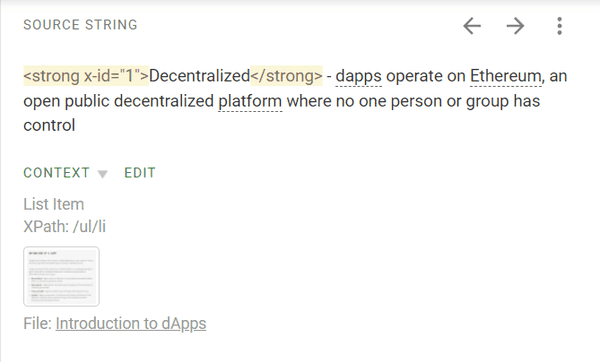 SOURCE STRING
<strong x-id="1">Decentralized</strong> - dapps operate on Ethereum, an
open public decentralized platform where no one person or group has
control
CONTEXT EDIT
List Item
XPath: /ul/li
File: Introduction to dApps